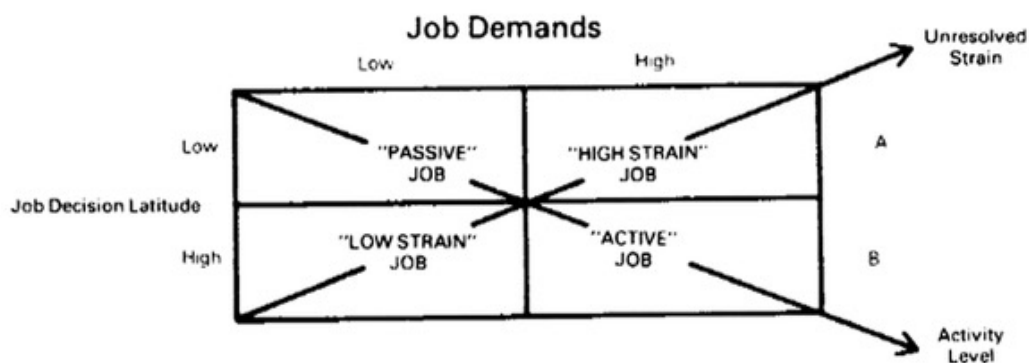 Job Demands
Unresolved
Strain
Low
High
Low
"PASSIVE"
JOB
"HIGH STRAIN"
JOB
A
Job Decision Latitude
High
"LOW STRAIN"
JOB
"ACTIVE"
JOB
B
Activity
Level